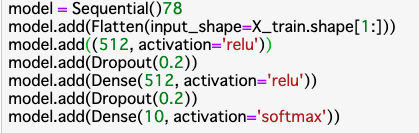 model = Sequential()78
model.add(Flatten(input_shape=X_train.shape[1:]))
model.add((512, activation='relu'))
model.add(Dropout(0.2))
model.add(Dense(512, activation='relu'))
model.add(Dropout(0.2))
model.add(Dense(10, activation='softmax'))